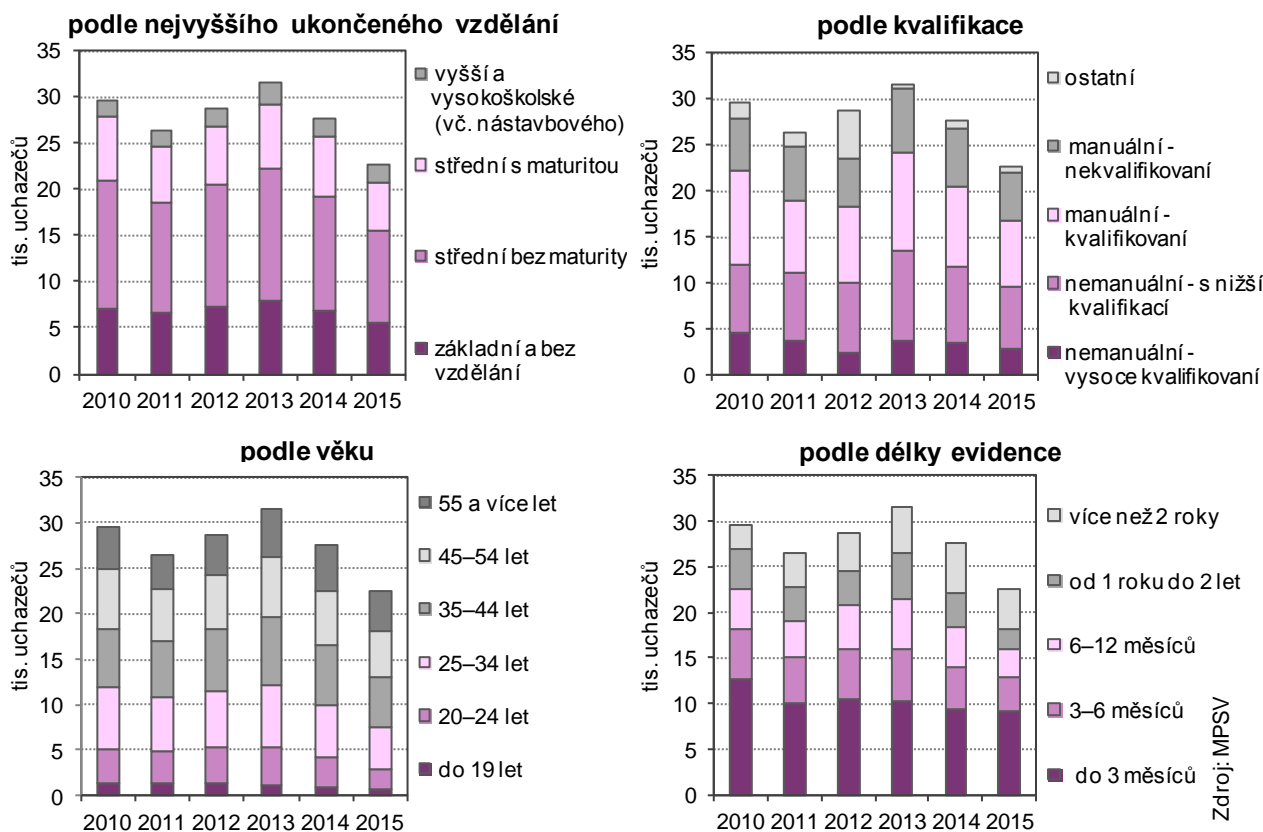 podle nejvyššího ukončeného vzdělání
35
30
25
20
15
10
5
0
tis. uchazečů
2010 2011 2012 2013 2014 2015
vyšší a
vysokoškolské
(vč. nástavbového)
střední s maturitou
střední bez maturity
základní a bez
vzdělání
podle kvalifikace
35
30
25
20
15
10
5
0
tis. uchazečů
2010 2011 2012 2013 2014 2015
ostatní
manuální -
nekvalifikovaní
manuální -
kvalifikovaní
nemanuální - s nižší
kvalifikací
nemanuální -
vysoce kvalifikovaní
podle věku
35
30
25
20
15
10
5
0
tis. uchazečů
2010 2011 2012 2013 2014 2015
55 a více let
45–54 let
35–44 let
25–34 let
20–24 let
do 19 let
podle délky evidence
35
30
25
20
15
10
5
0
tis. uchazečů
2010 2011 2012 2013 2014 2015
více než 2 roky
od 1 roku do 2 let
6–12 měsíců
3–6 měsíců
do 3 měsíců
Zdroj: MPSV